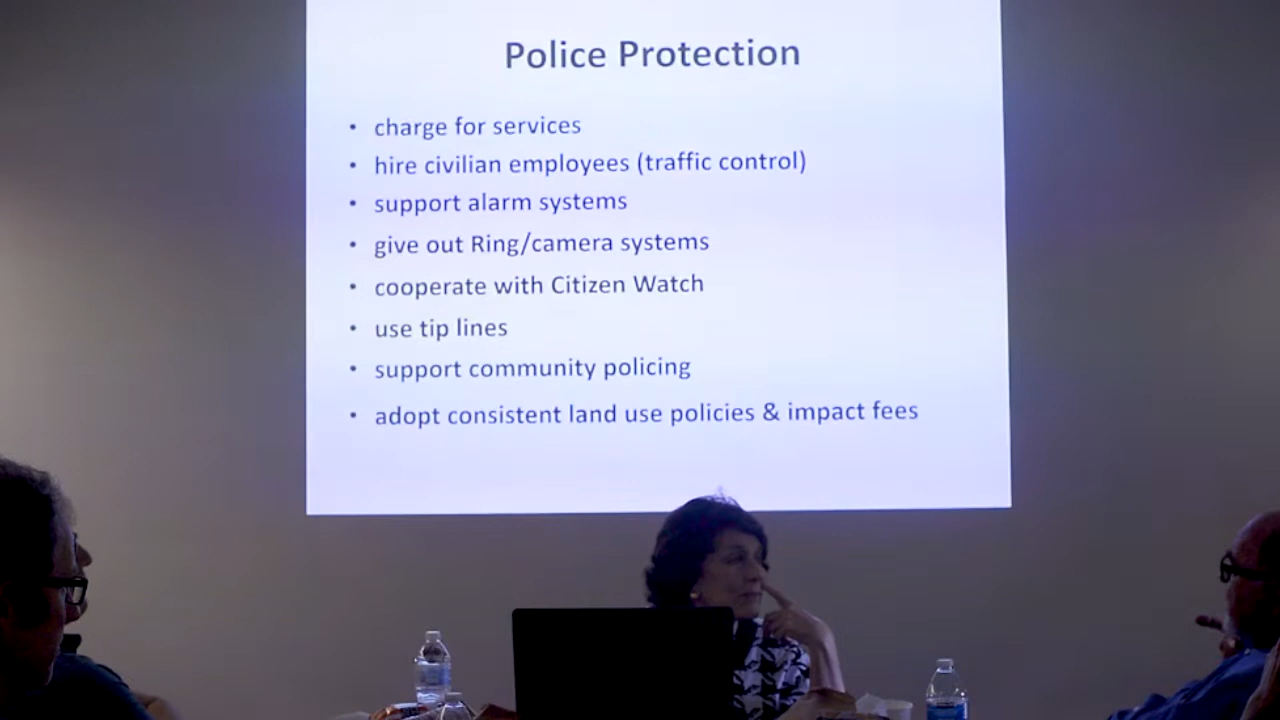 Police Protection
• charge for services
• hire civilian employees (traffic control)
• support alarm systems
• give out Ring/camera systems
• cooperate with Citizen Watch
• use tip lines
• support community policing
• adopt consistent land use policies & impact fees